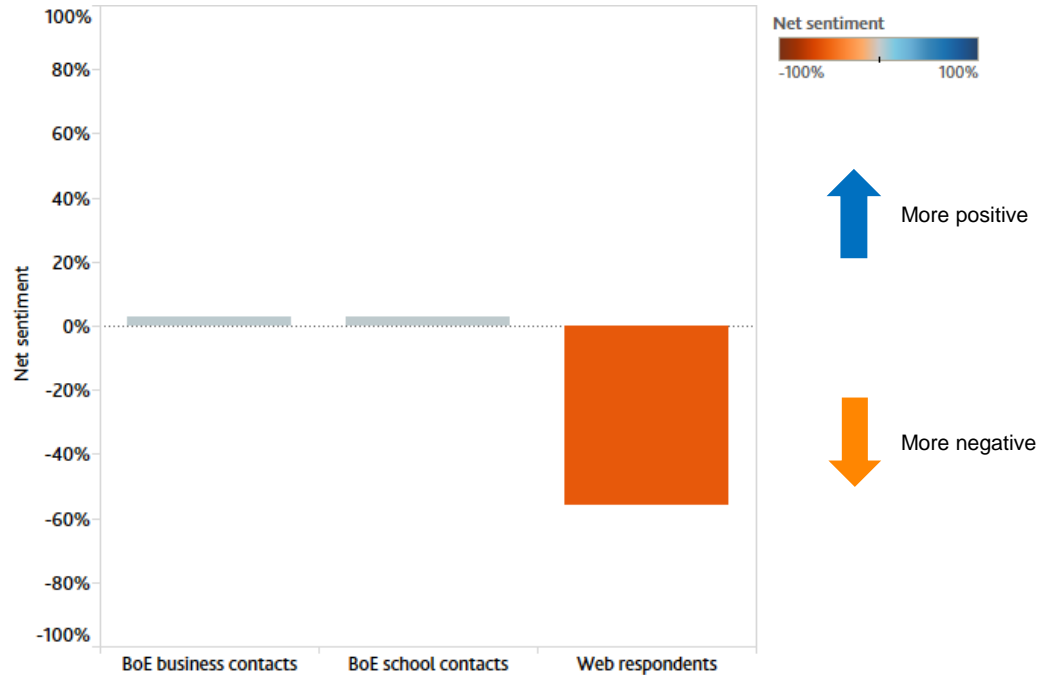 100%
80%
60%
40%
20%
0%
-20%
-40%
-60%
-80%
-100%
Net sentiment
BoE business contacts
BoE school contacts
Web respondents
Net sentiment
-100%
100%
More positive
More negative